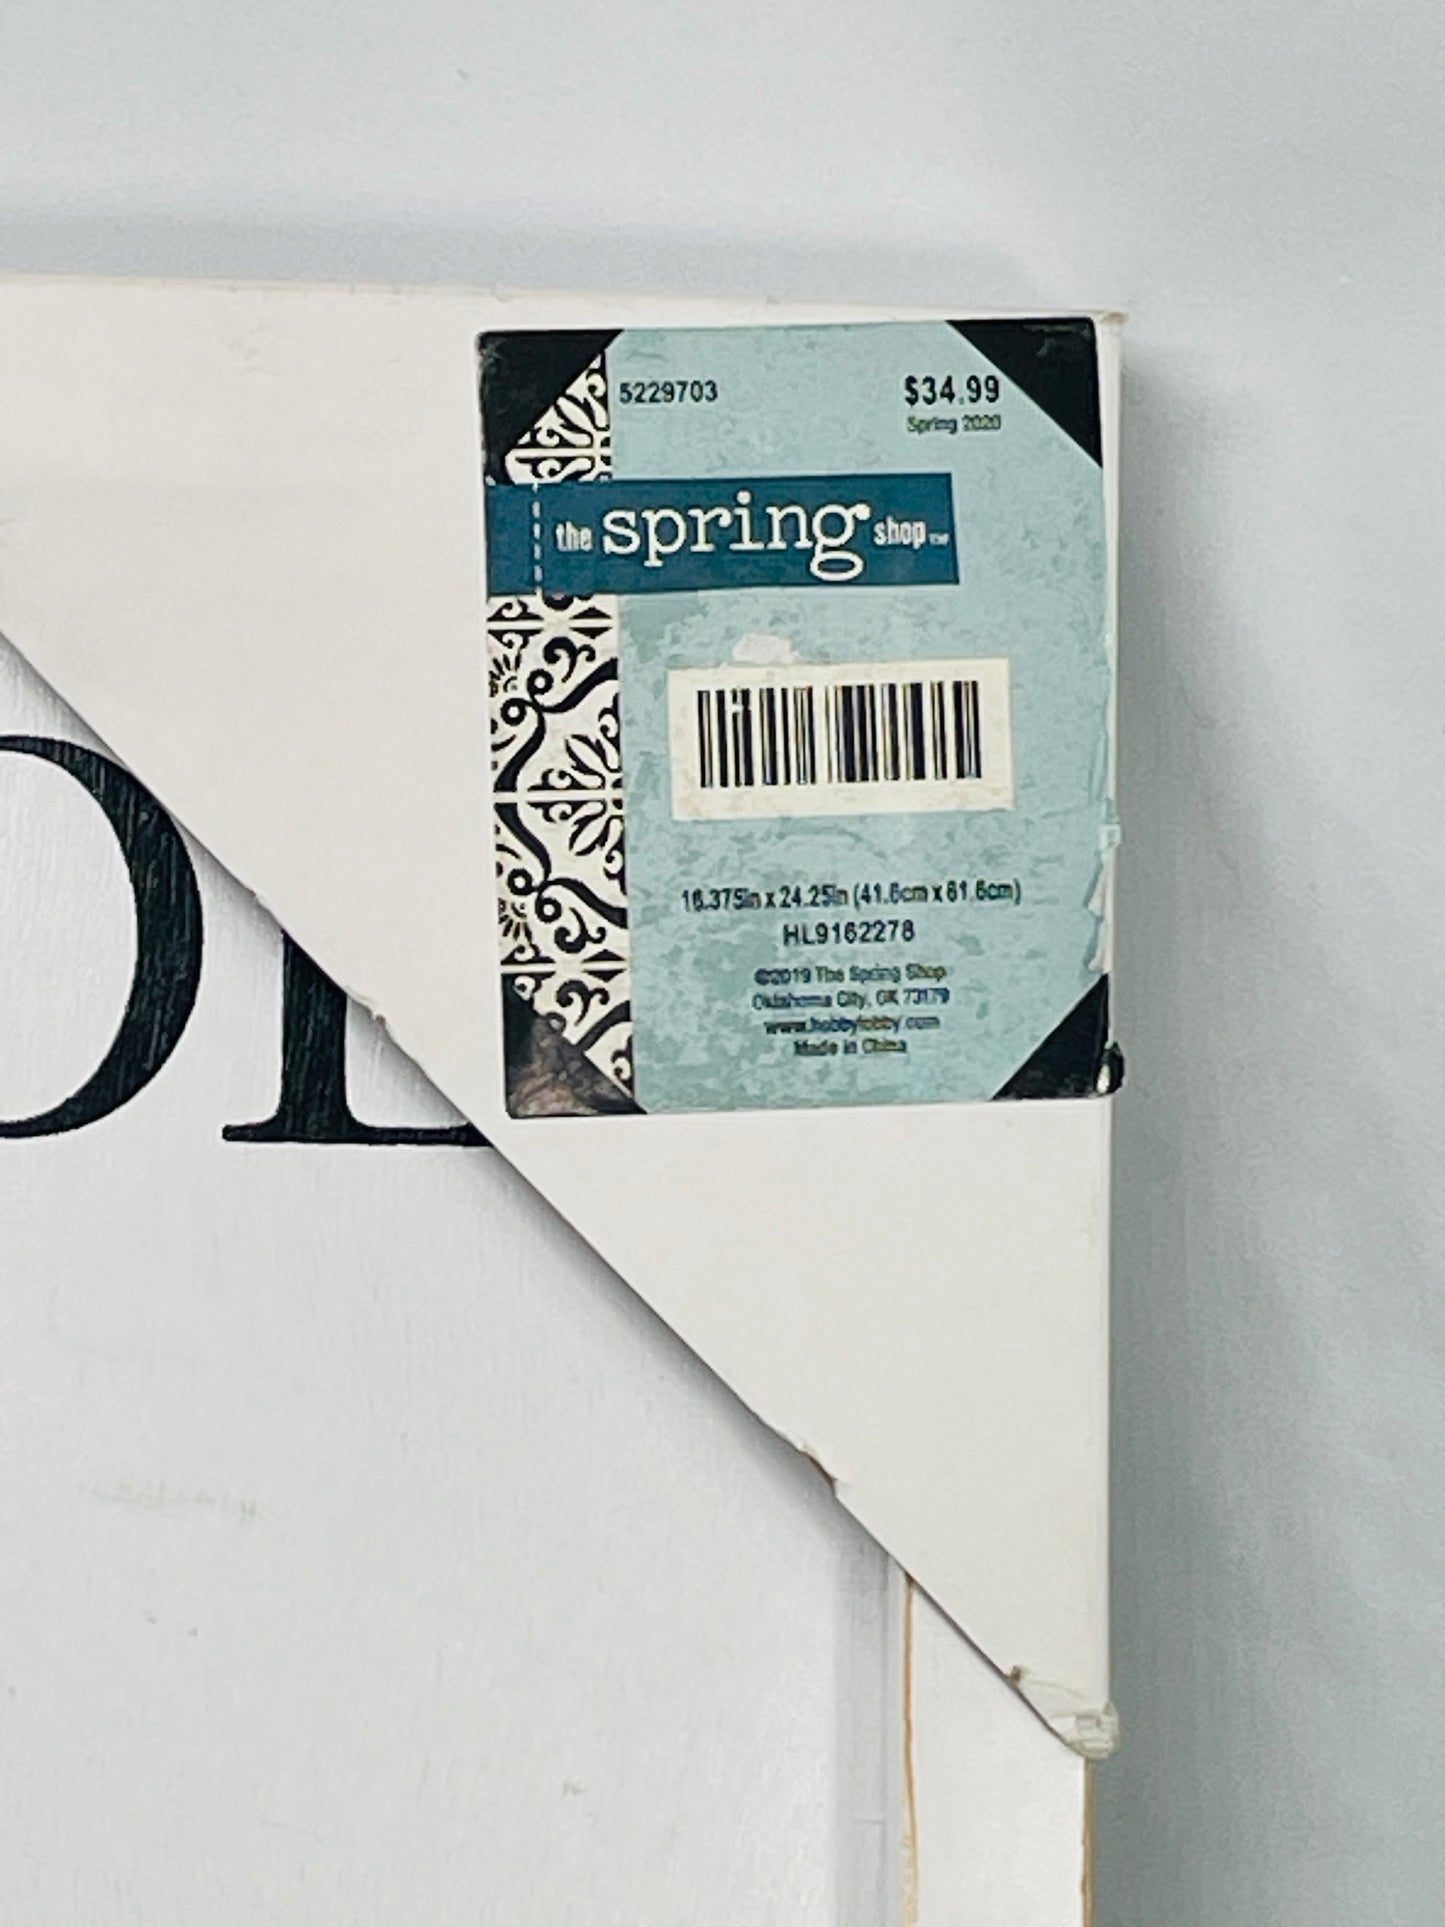 5229703
$34.99
Spring 2020
the spring shop™
16.375in x 24.25in (41.6cm x 61.6cm)
HL9162278
©2019 The Spring Shop
Oklahoma City, OK 73179
www.hobbylobby.com
Made in China